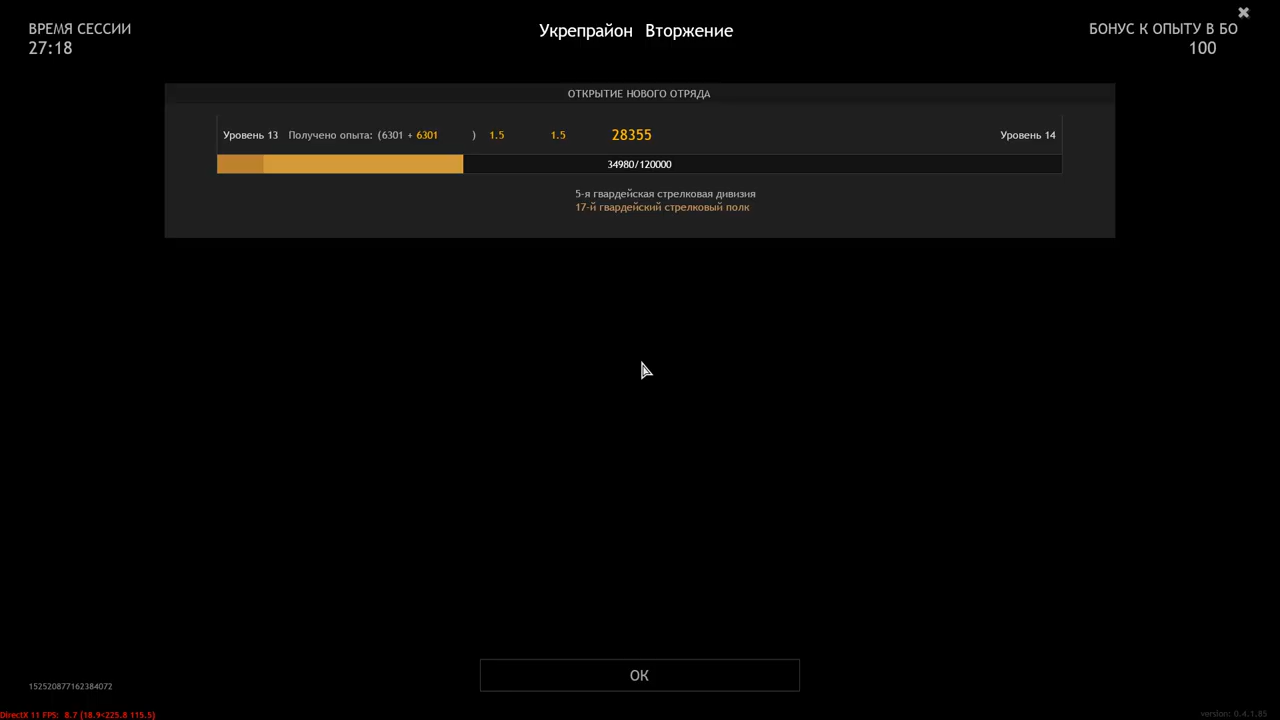 ВРЕМЯ СЕССИИ
27:18
Укрепрайон Вторжение
БОНУС К ОПЫТУ В БО
100
ОТКРЫТИЕ НОВОГО ОТРЯДА
Уровень 13 Получено опыта: (6301 + 6301 ) 1.5 1.5 28355 Уровень 14
34980/120000
5-я гвардейская стрелковая дивизия
17-й гвардейский стрелковый полк
ОК
152520877162384072
DirectX 11 FPS: 8.7 (18.9<225.8 115.5)
version: 0.4.1.85